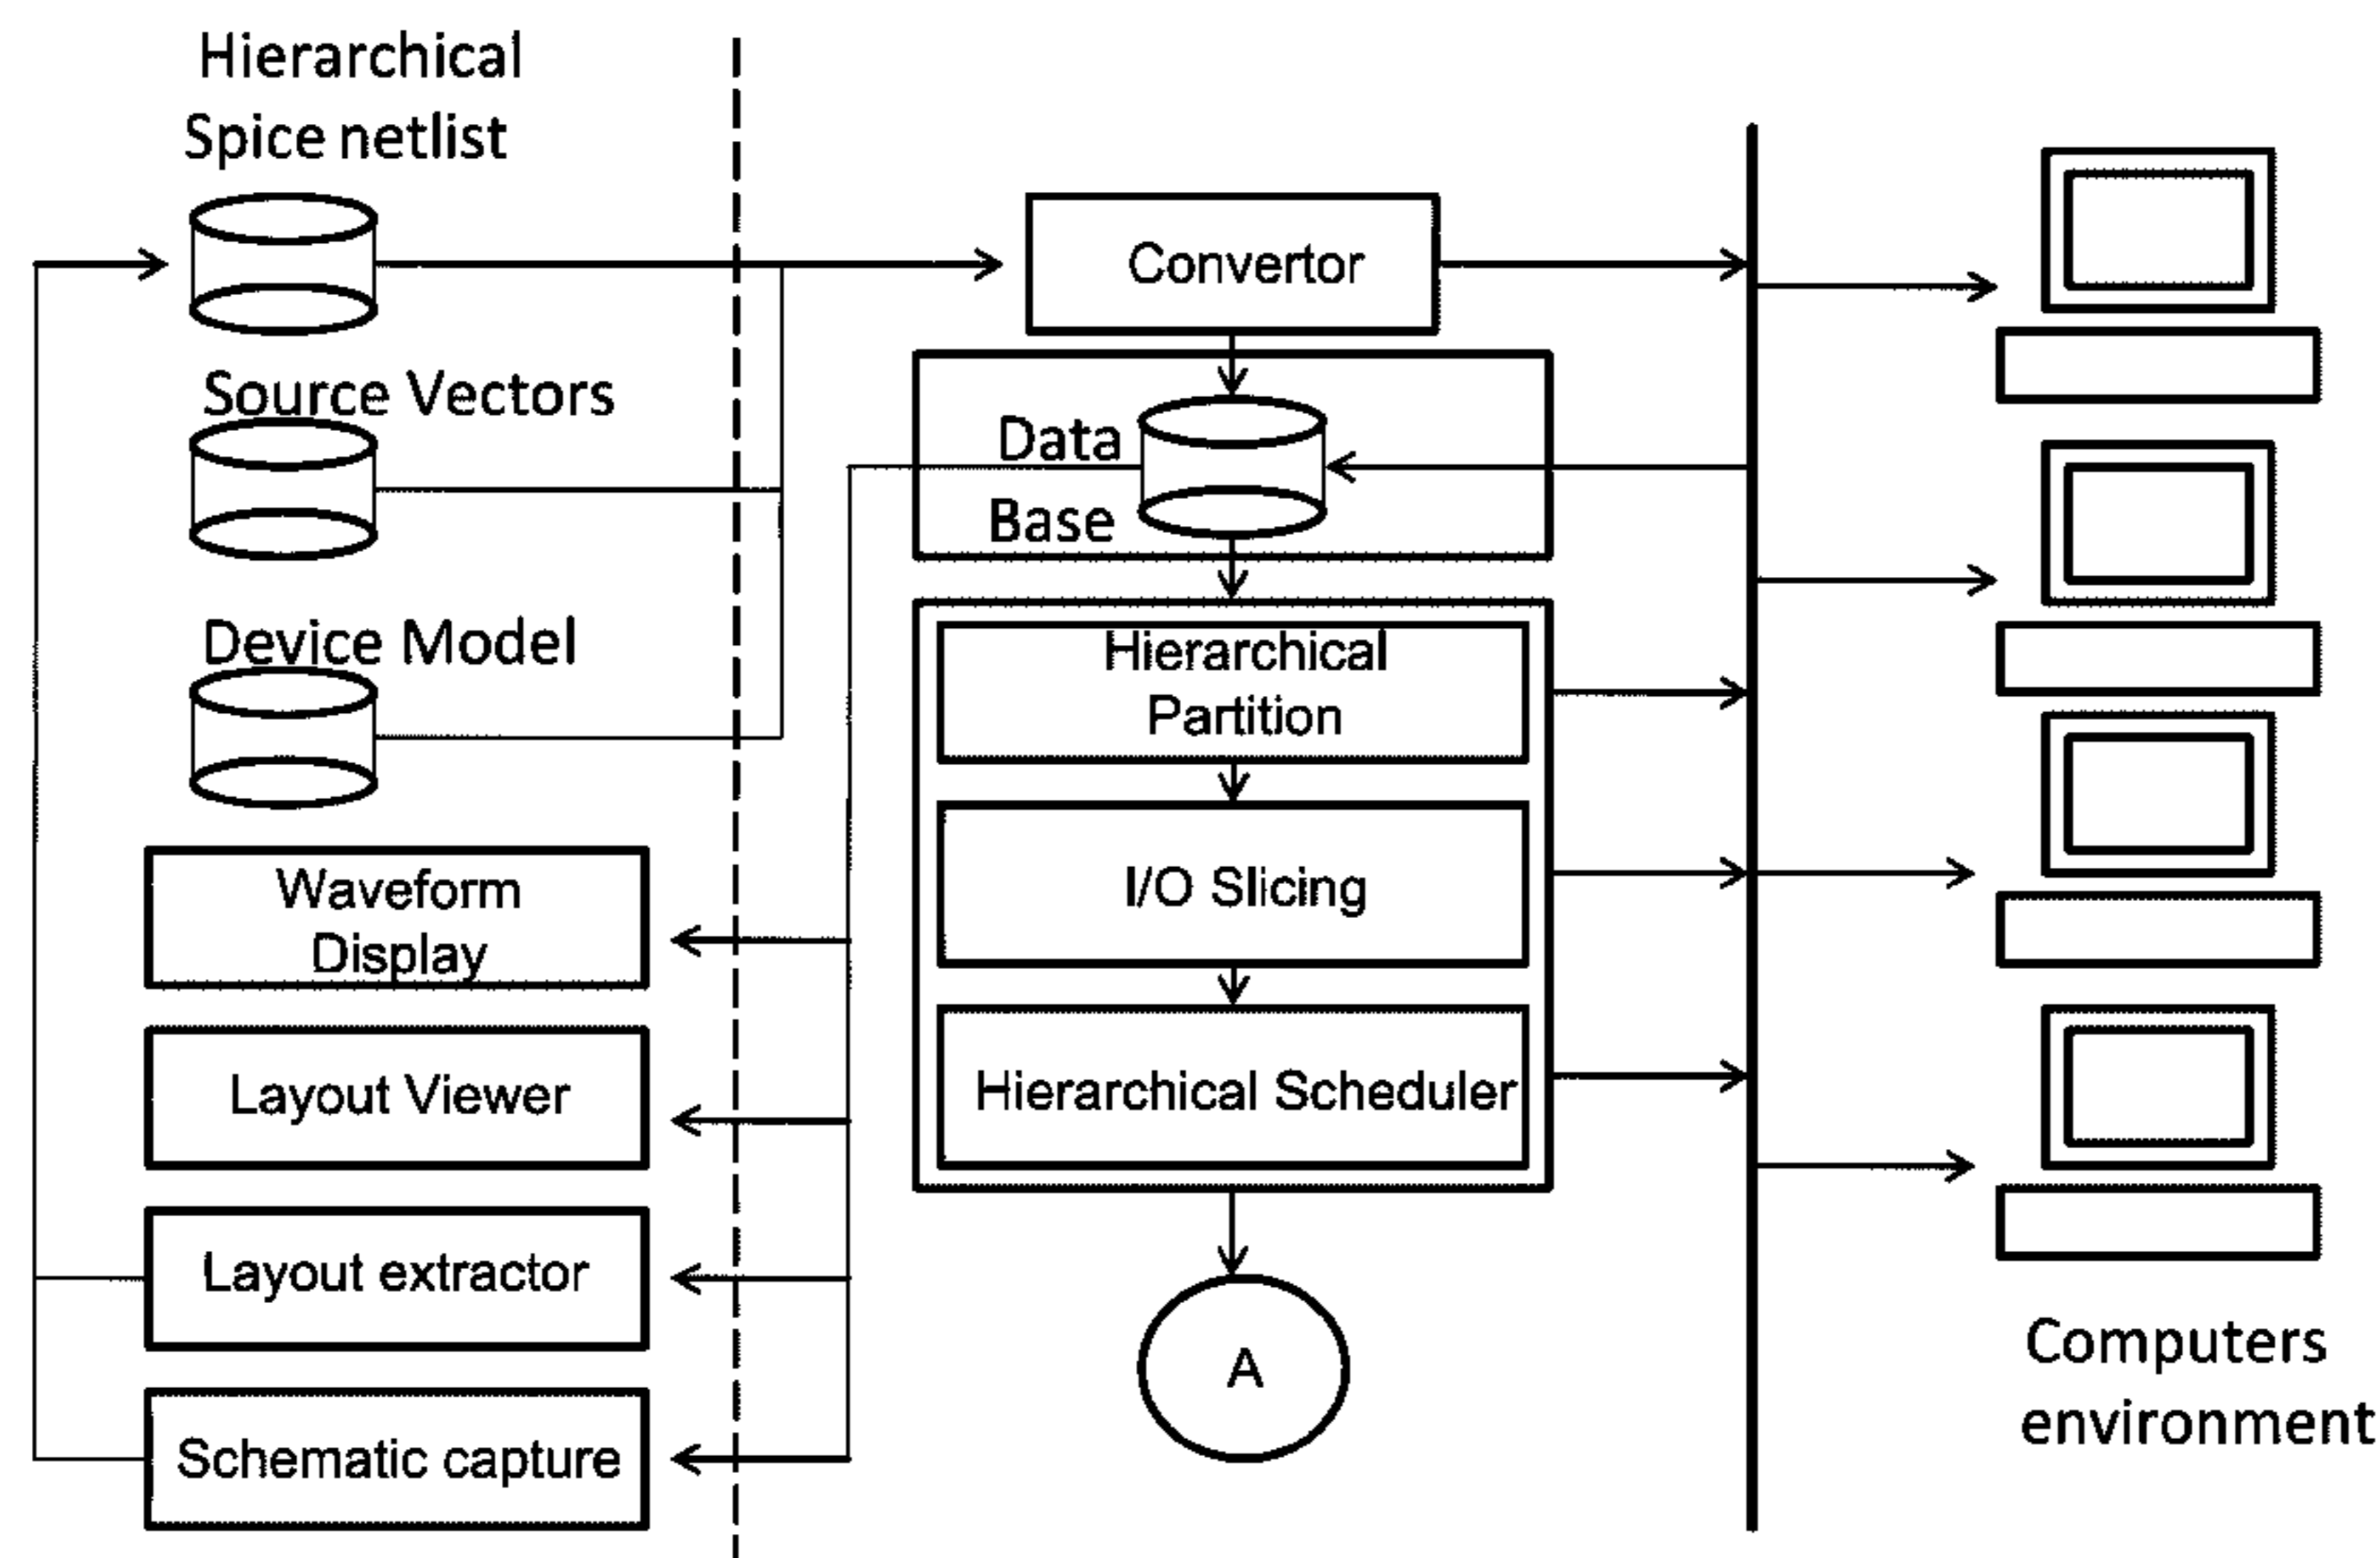 Hierarchical
Spice netlist
Source Vectors
Device Model
Waveform
Display
Layout Viewer
Layout extractor
Schematic capture
Convertor
Data
Base
Hierarchical
Partition
I/O Slicing
Hierarchical Scheduler
A
Computers
environment